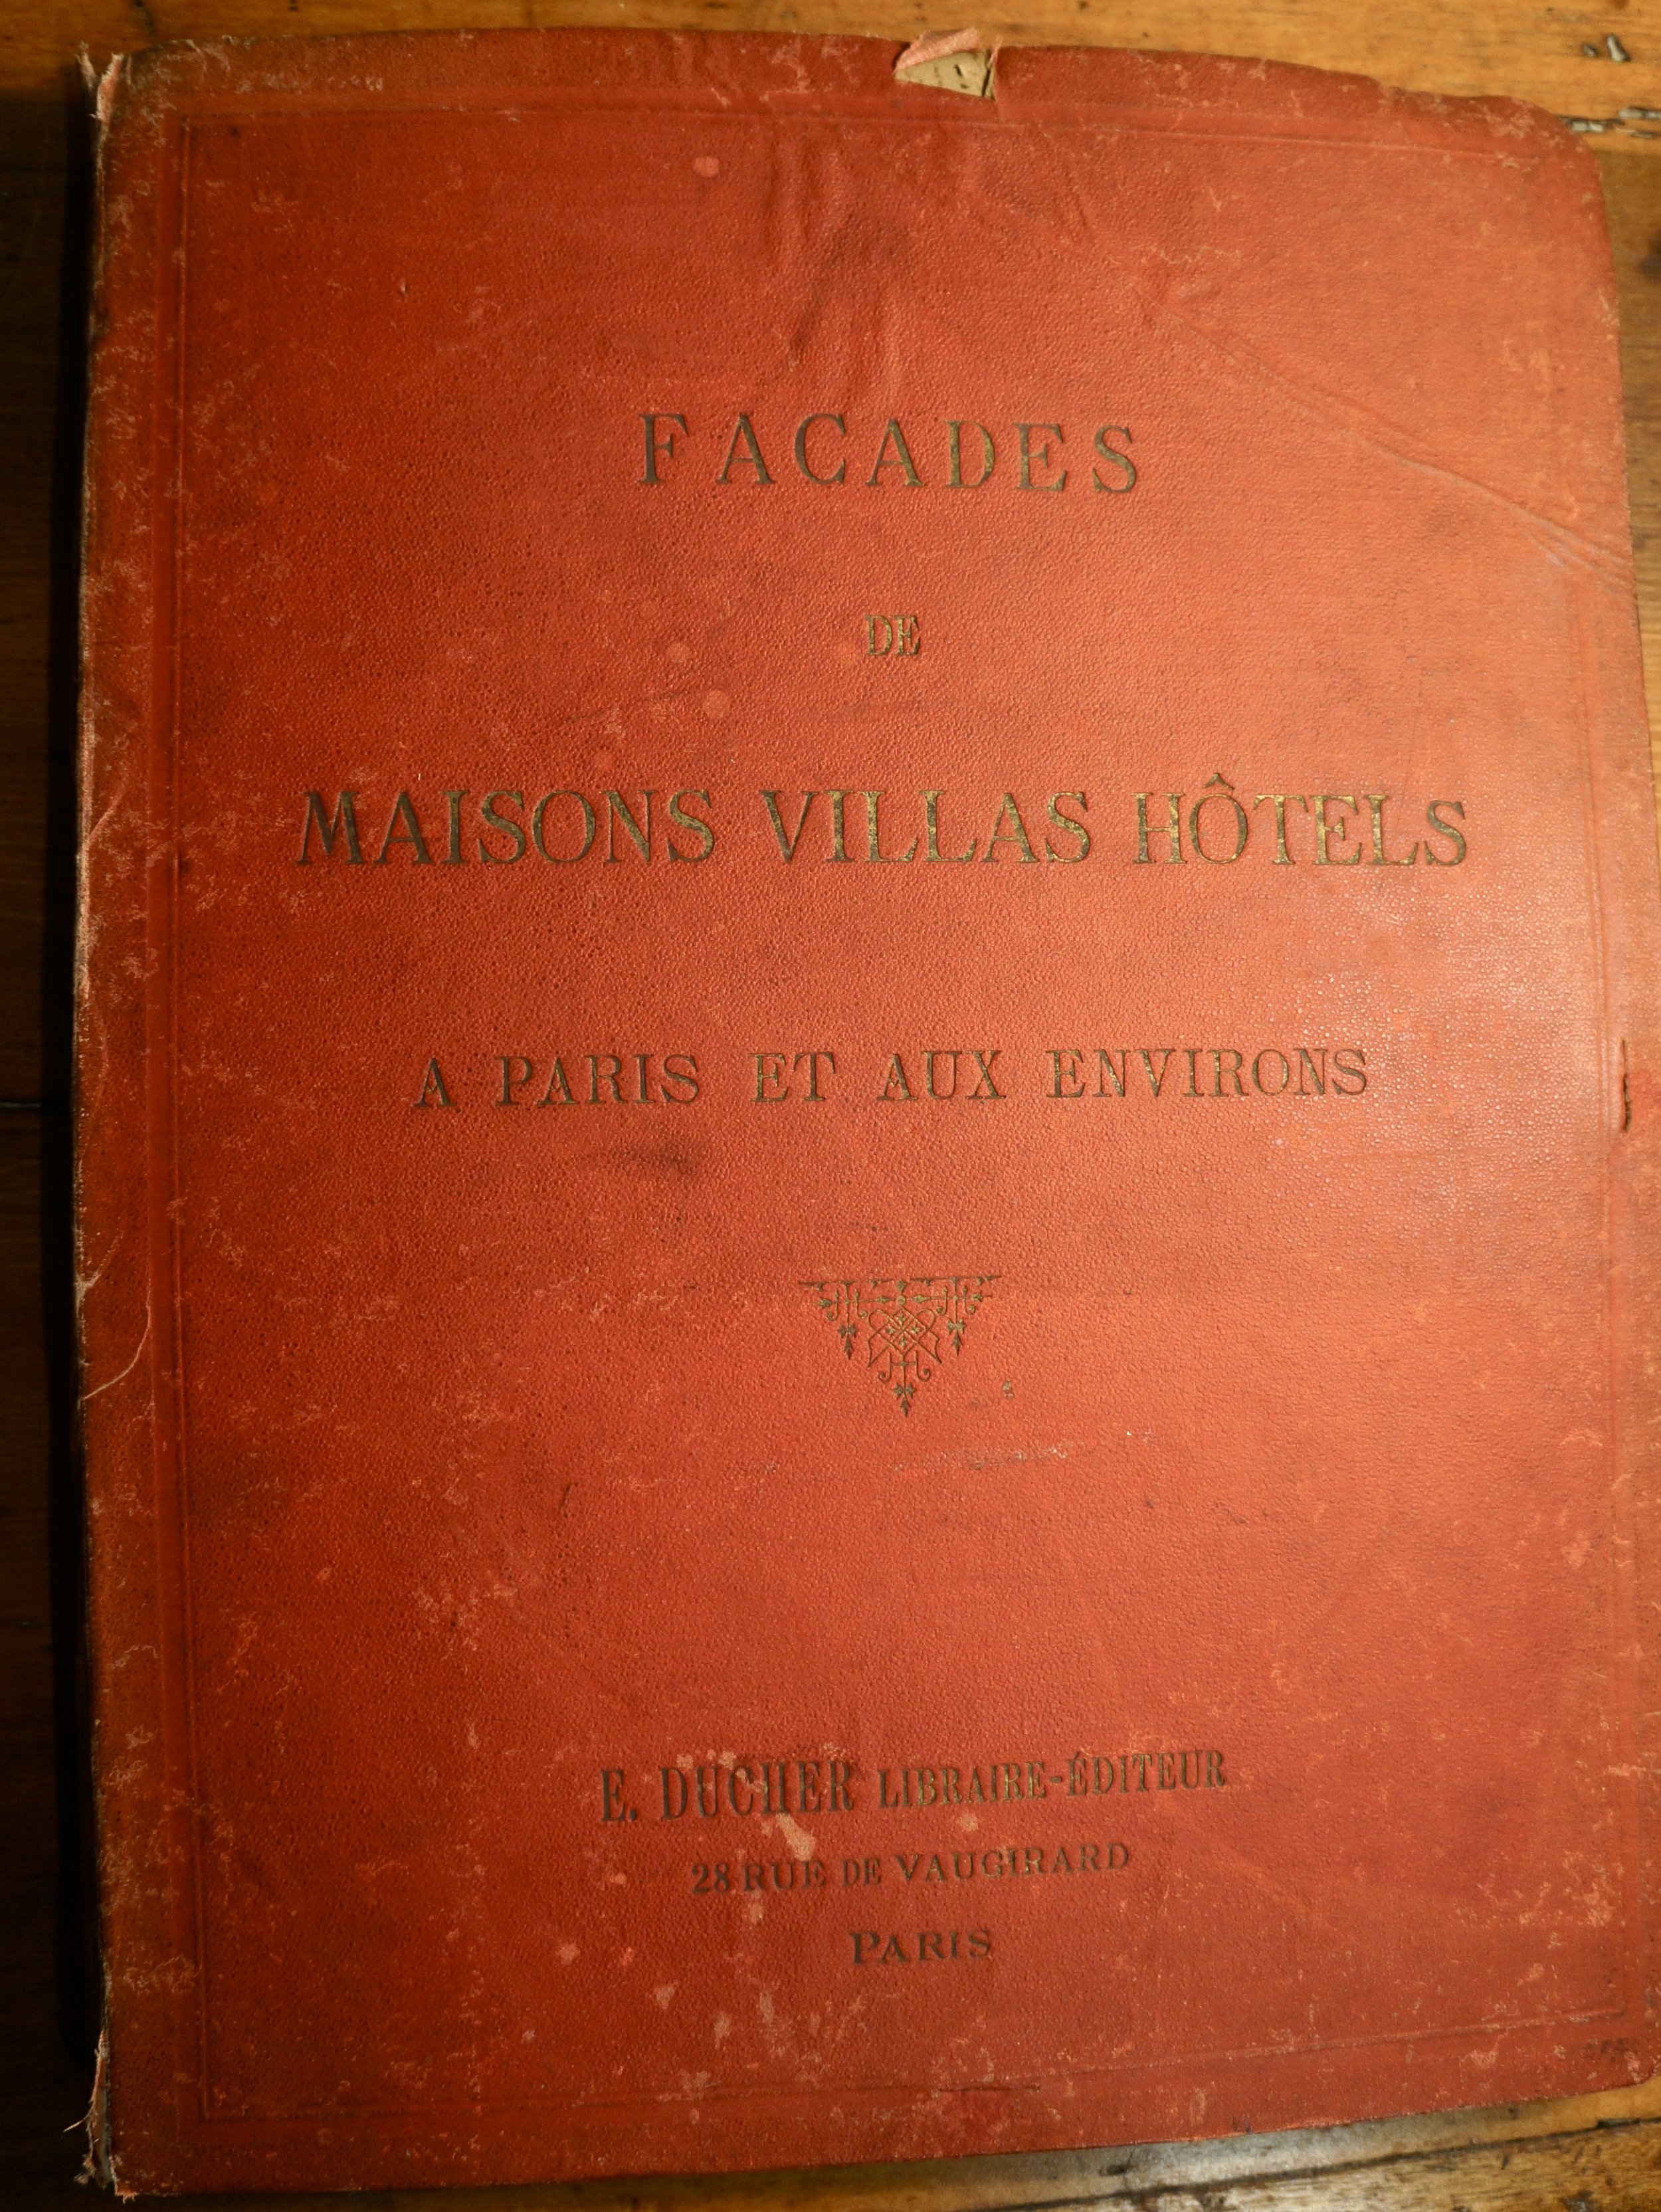 FACADES
DE
MAISONS VILLAS HÔTELS
A PARIS ET AUX ENVIRONS
E. DUCHER LIBRAIRE-ÉDITEUR
28 RUE DE VAUGIRARD
PARIS